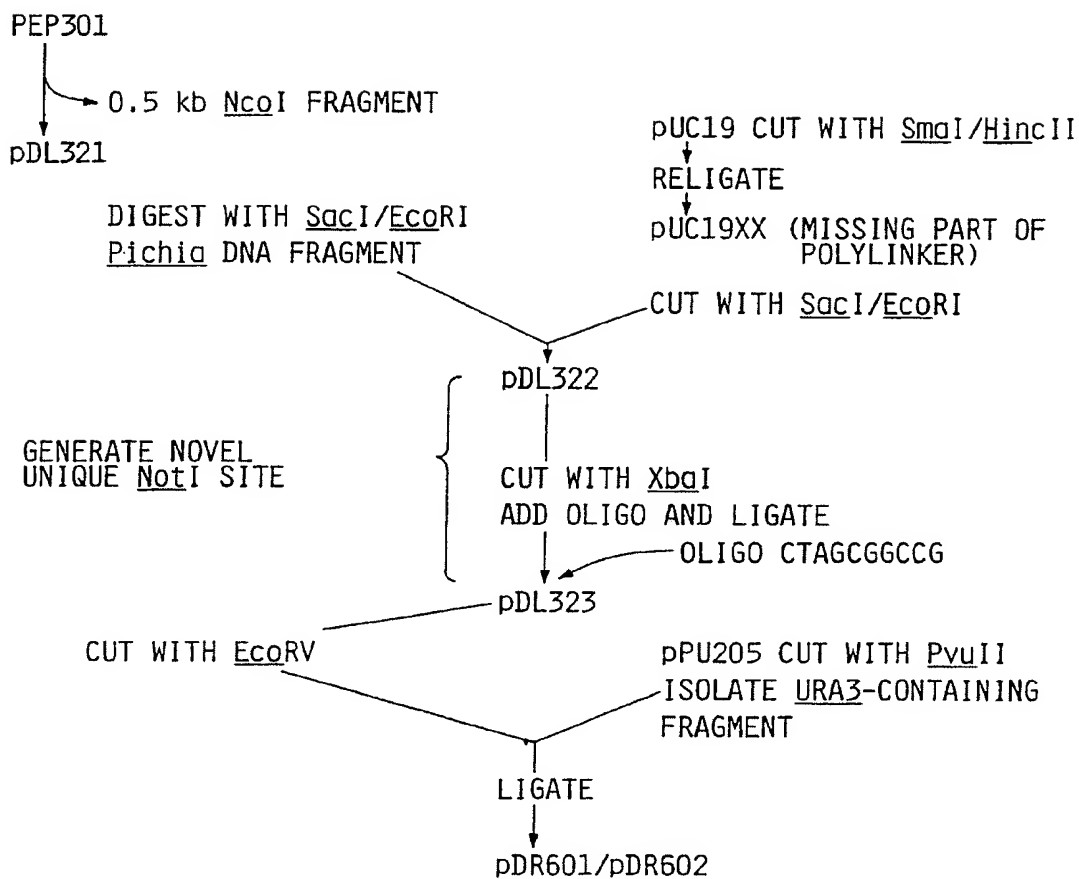 PEP301
0.5 kb NcoI FRAGMENT
pDL321
pUC19 CUT WITH SmaI/HincII
RELIGATE
pUC19XX (MISSING PART OF
POLYLINKER)
DIGEST WITH SacI/EcoRI
Pichia DNA FRAGMENT
CUT WITH SacI/EcoRI
pDL322
GENERATE NOVEL
UNIQUE NotI SITE
CUT WITH XbaI
ADD OLIGO AND LIGATE
OLIGO CTAGCGGCCG
pDL323
CUT WITH EcoRV
pPU205 CUT WITH PvuII
ISOLATE URA3-CONTAINING
FRAGMENT
LIGATE
pDR601/pDR602